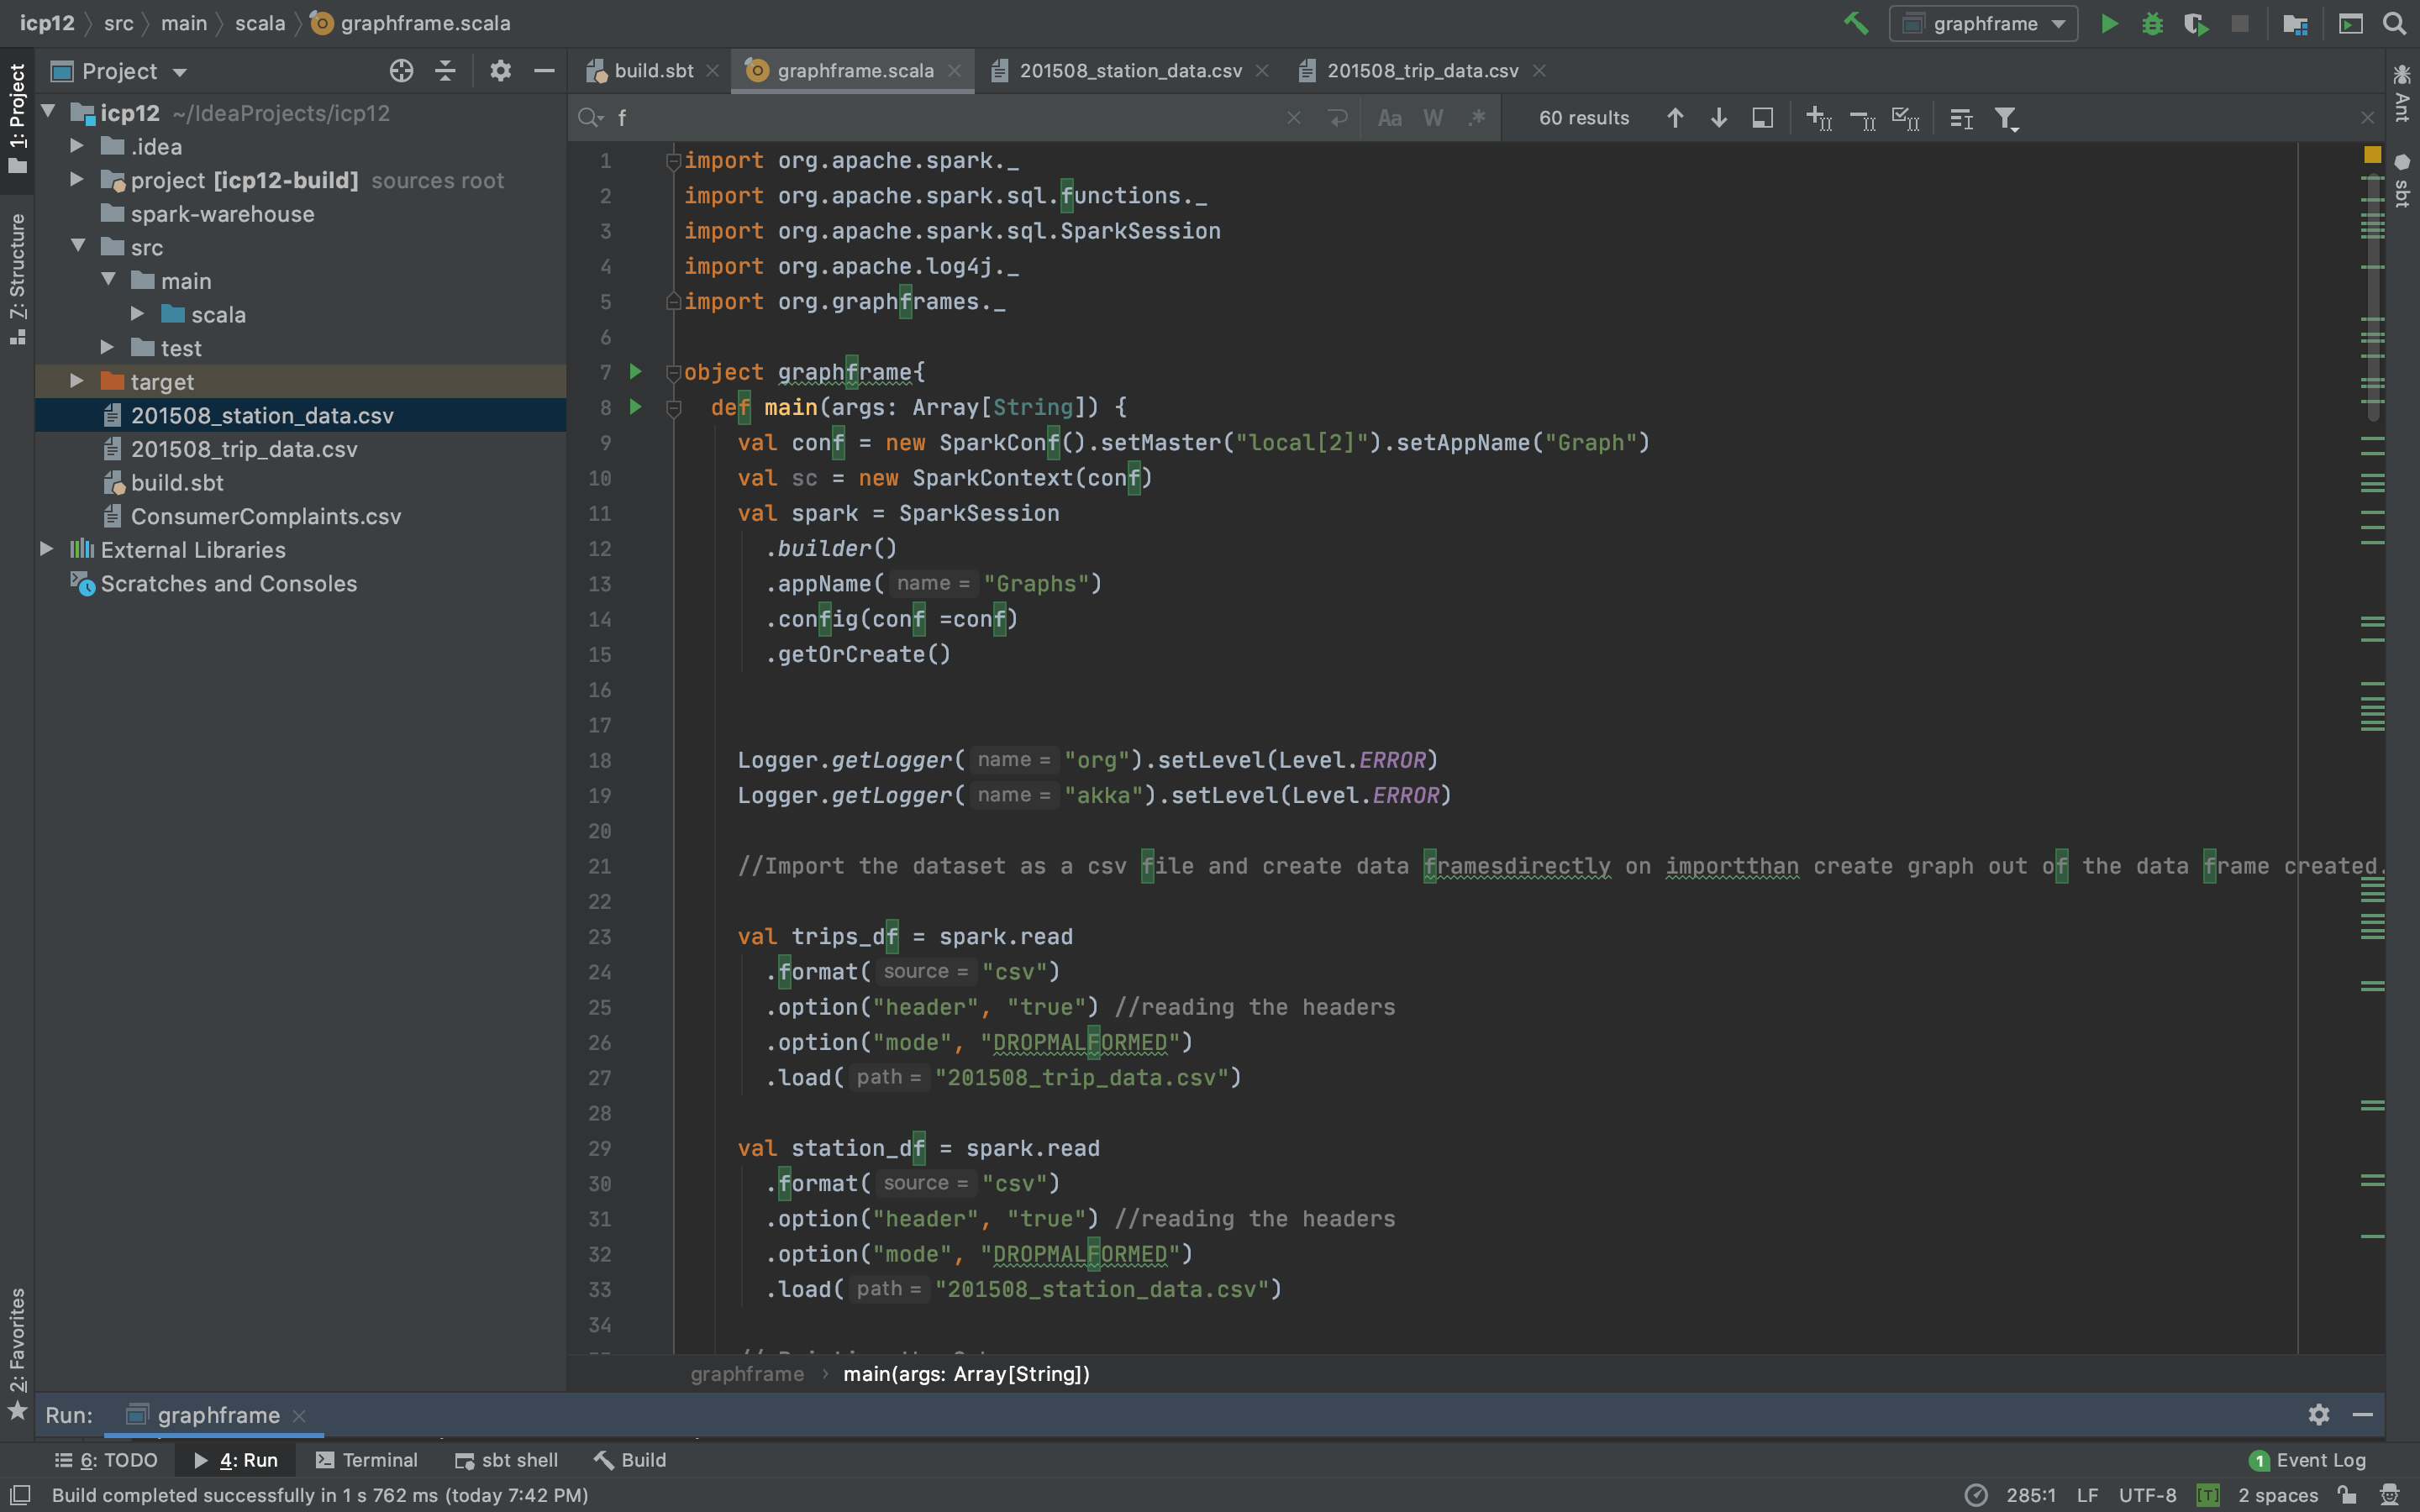 icp12 src main scala graphframe.scala graphframe
1: Project
Project
icp12 ~/IdeaProjects/icp12
.idea
project [icp12-build] sources root
spark-warehouse
src
main
scala
test
target
201508_station_data.csv
201508_trip_data.csv
build.sbt
ConsumerComplaints.csv
External Libraries
Scratches and Consoles
Z: Structure
2: Favorites
build.sbt graphframe.scala 201508_station_data.csv 201508_trip_data.csv
f Aa W .* 60 results
Ant
sbt
1 import org.apache.spark._
2 import org.apache.spark.sql.functions._
3 import org.apache.spark.sql.SparkSession
4 import org.apache.log4j._
5 import org.graphframes._
6
7 object graphframe{
8 def main(args: Array[String]) {
9 val conf = new SparkConf().setMaster("local[2]").setAppName("Graph")
10 val sc = new SparkContext(conf)
11 val spark = SparkSession
12 .builder()
13 .appName( name = "Graphs")
14 .config(conf =conf)
15 .getOrCreate()
16
17
18 Logger.getLogger( name = "org").setLevel(Level.ERROR)
19 Logger.getLogger( name = "akka").setLevel(Level.ERROR)
20
21 //Import the dataset as a csv file and create data framesdirectly on importthan create graph out of the data frame created.
22
23 val trips_df = spark.read
24 .format( source = "csv")
25 .option("header", "true") //reading the headers
26 .option("mode", "DROPMALFORMED")
27 .load( path = "201508_trip_data.csv")
28
29 val station_df = spark.read
30 .format( source = "csv")
31 .option("header", "true") //reading the headers
32 .option("mode", "DROPMALFORMED")
33 .load( path = "201508_station_data.csv")
34
graphframe › main(args: Array[String])
Run: graphframe
6: TODO 4: Run Terminal sbt shell Build 1 Event Log
Build completed successfully in 1 s 762 ms (today 7:42 PM) 285:1 LF UTF-8 [T] 2 spaces